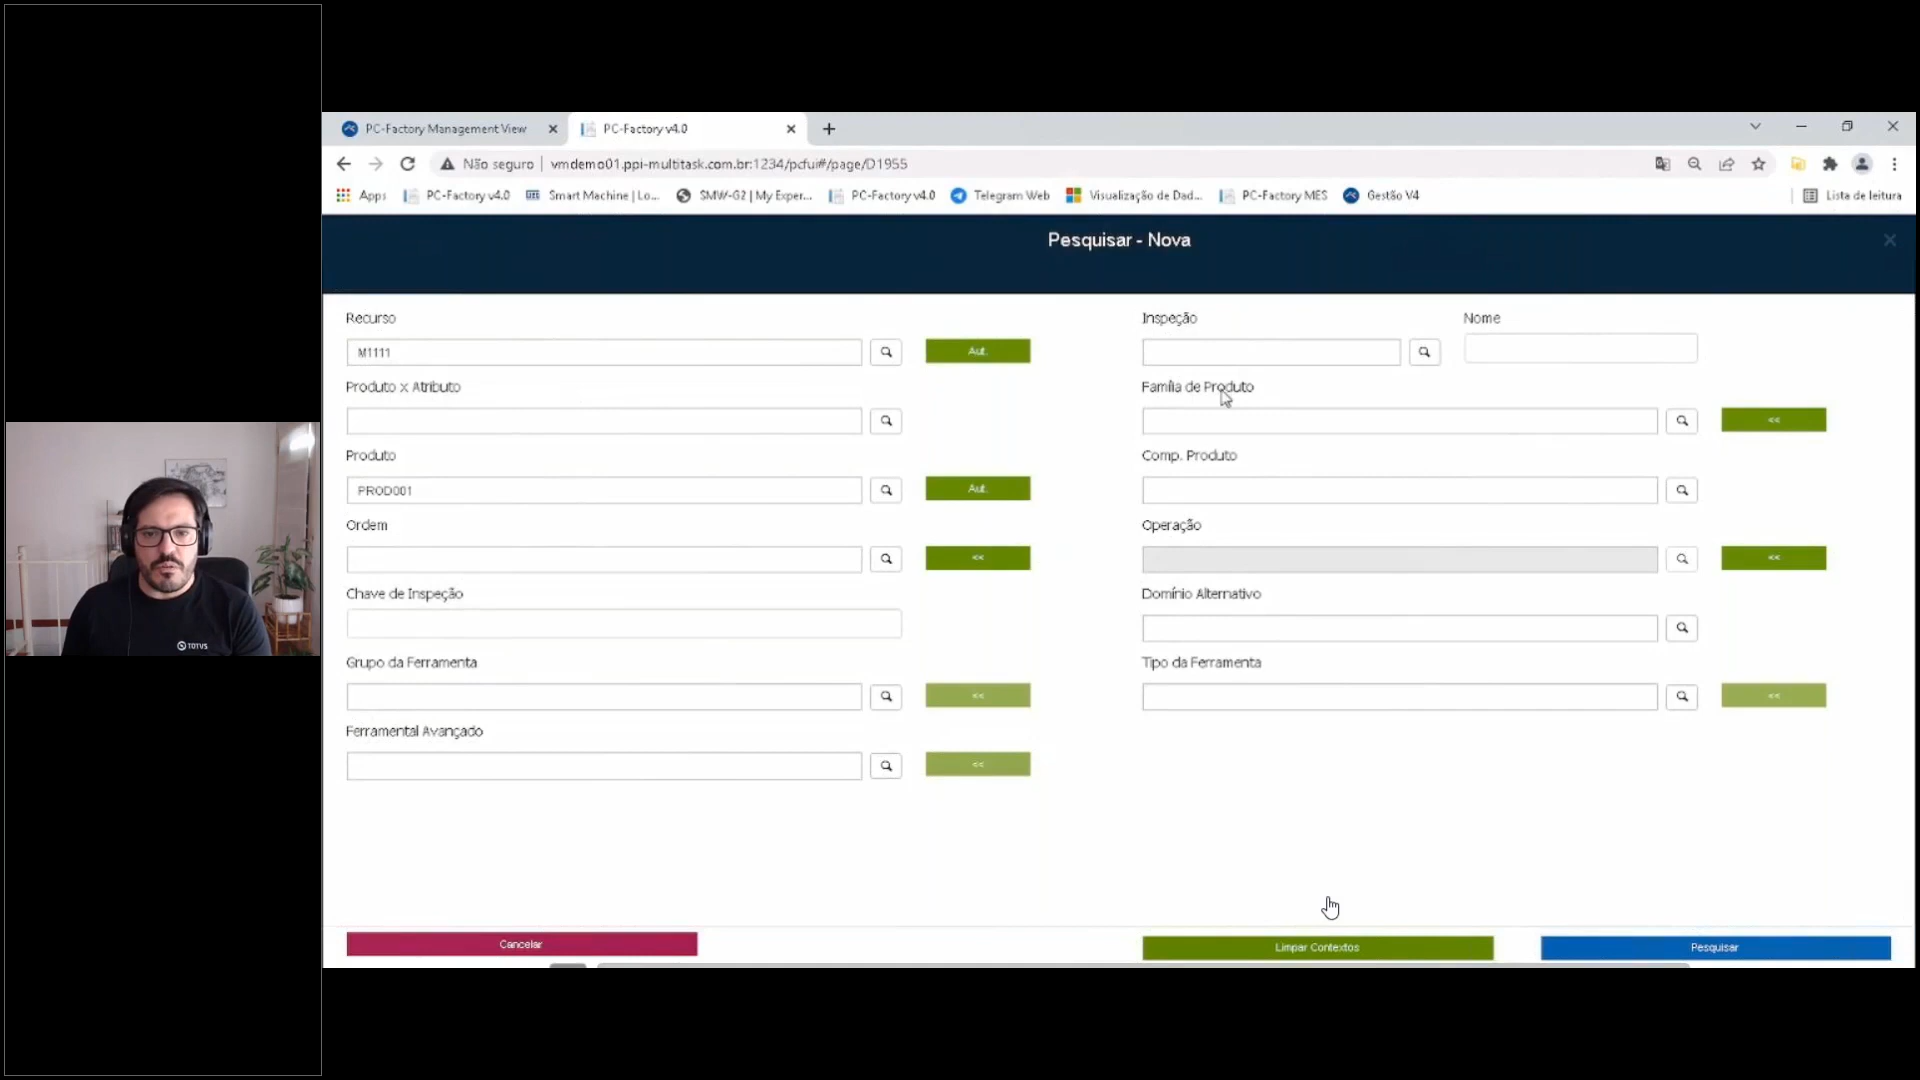 PC-Factory Management View
PC-Factory v4.0
Não seguro
vmdemo01.ppi-multitask.com.br:1234/pcfui#/page/D1955
Apps
PC-Factory v4.0
Smart Machine | Lo...
SMW-G2 | My Exper...
PC-Factory v4.0
Telegram Web
Visualização de Dad...
PC-Factory MES
Gestão V4
Lista de leitura
Pesquisar - Nova
Recurso
Inspeção
Nome
M1111
Aut.
Produto x Atributo
Família de Produto
<<
Produto
Comp. Produto
PROD001
Aut.
Ordem
Operação
<<
<<
Chave de Inspeção
Domínio Alternativo
Grupo da Ferramenta
Tipo da Ferramenta
<<
<<
Ferramental Avançado
<<
Cancelar
Limpar Contextos
Pesquisar
TOTVS